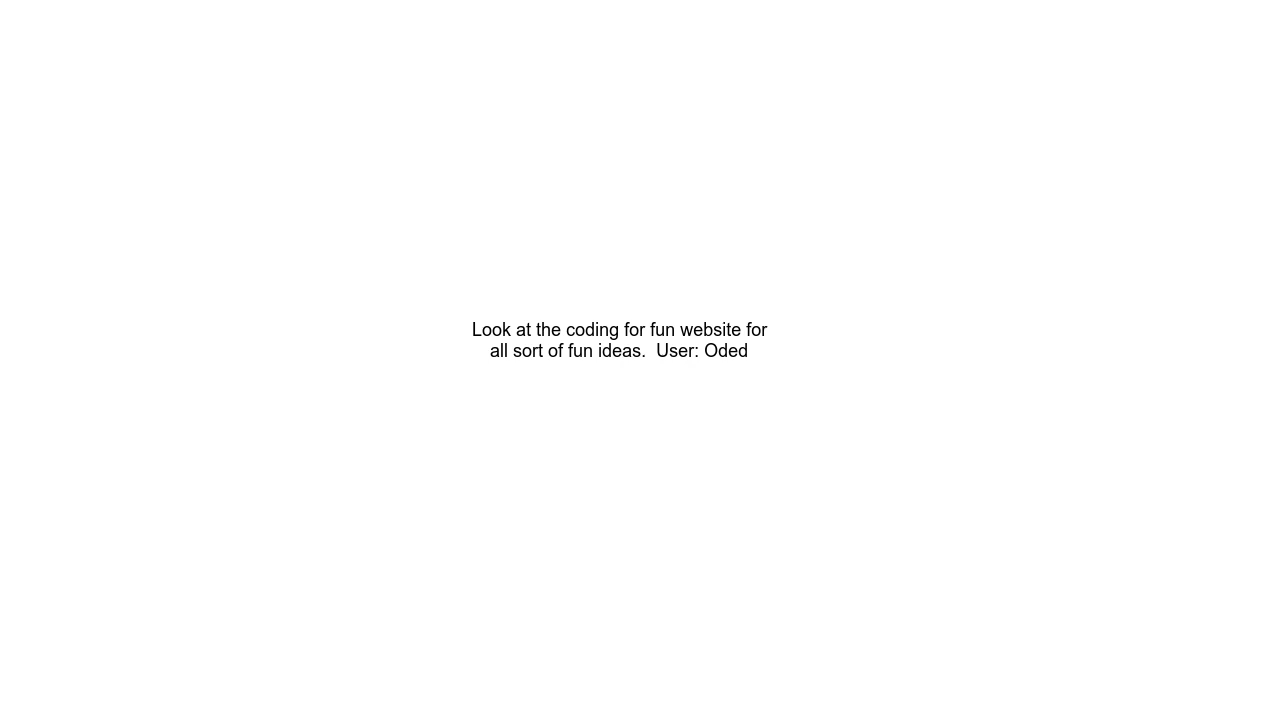 Look at the coding for fun website for
all sort of fun ideas.  User: Oded